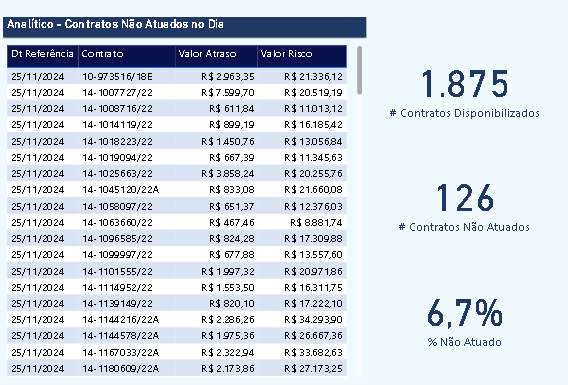 Analítico - Contratos Não Atuados no Dia
Dt Referência Contrato Valor Atraso Valor Risco
25/11/2024 10-973516/18E R$ 2.963,35 R$ 21.336,12
25/11/2024 14-1007727/22 R$ 7.599,70 R$ 20.519,19
25/11/2024 14-1008716/22 R$ 611,84 R$ 11.013,12
25/11/2024 14-1014119/22 R$ 899,19 R$ 16.185,42
25/11/2024 14-1018223/22 R$ 1.450,76 R$ 13.056,84
25/11/2024 14-1019094/22 R$ 667,39 R$ 11.345,63
25/11/2024 14-1025663/22 R$ 3.858,24 R$ 20.255,76
25/11/2024 14-1045120/22A R$ 833,08 R$ 21.660,08
25/11/2024 14-1058097/22 R$ 651,37 R$ 12.376,03
25/11/2024 14-1063660/22 R$ 467,46 R$ 8.881,74
25/11/2024 14-1096585/22 R$ 824,28 R$ 17.309,88
25/11/2024 14-1099997/22 R$ 677,88 R$ 13.557,60
25/11/2024 14-1101555/22 R$ 1.997,32 R$ 20.971,86
25/11/2024 14-1114952/22 R$ 1.553,50 R$ 16.311,75
25/11/2024 14-1139149/22 R$ 820,10 R$ 17.222,10
25/11/2024 14-1144216/22A R$ 2.286,26 R$ 34.293,90
25/11/2024 14-1144578/22A R$ 1.975,36 R$ 26.667,36
25/11/2024 14-1167033/22A R$ 2.322,94 R$ 33.682,63
25/11/2024 14-1180609/22A R$ 2.173,86 R$ 27.173,25
1.875
# Contratos Disponibilizados
126
# Contratos Não Atuados
6,7%
% Não Atuado